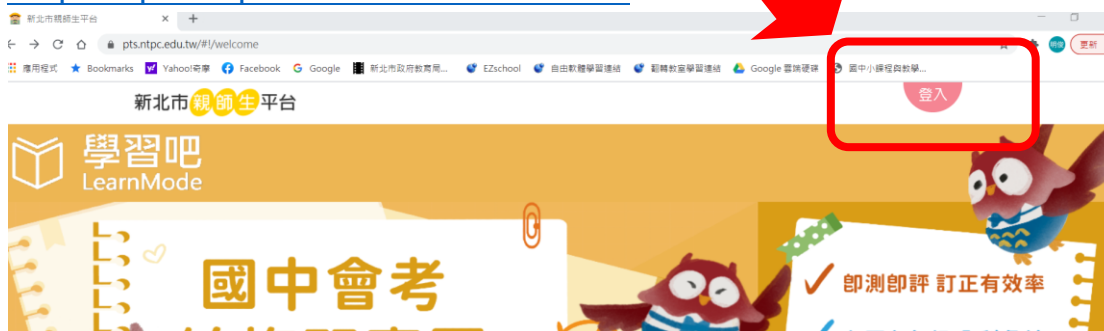 新北市親師生平台
pts.ntpc.edu.tw/#!/welcome
更新
應用程式 Bookmarks Yahoo!奇摩 Facebook Google 新北市政府教育局... EZschool 自由軟體學習連結 翻轉教室學習連結 Google 雲端硬碟 國中小課程與教學...
新北市親師生平台
登入
學習吧
LearnMode
國中會考
即測即評 訂正有效率